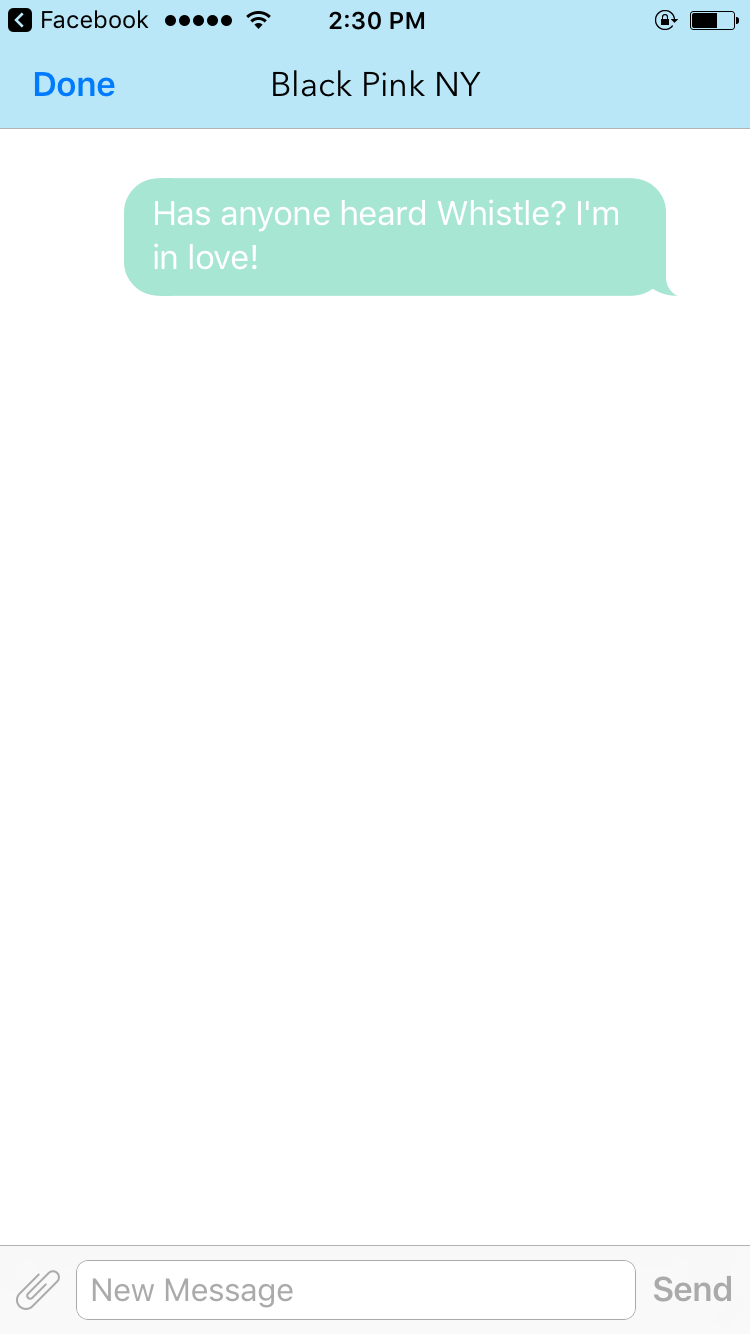 Facebook 2:30 PM
Done Black Pink NY
Has anyone heard Whistle? I'm
in love!
New Message Send